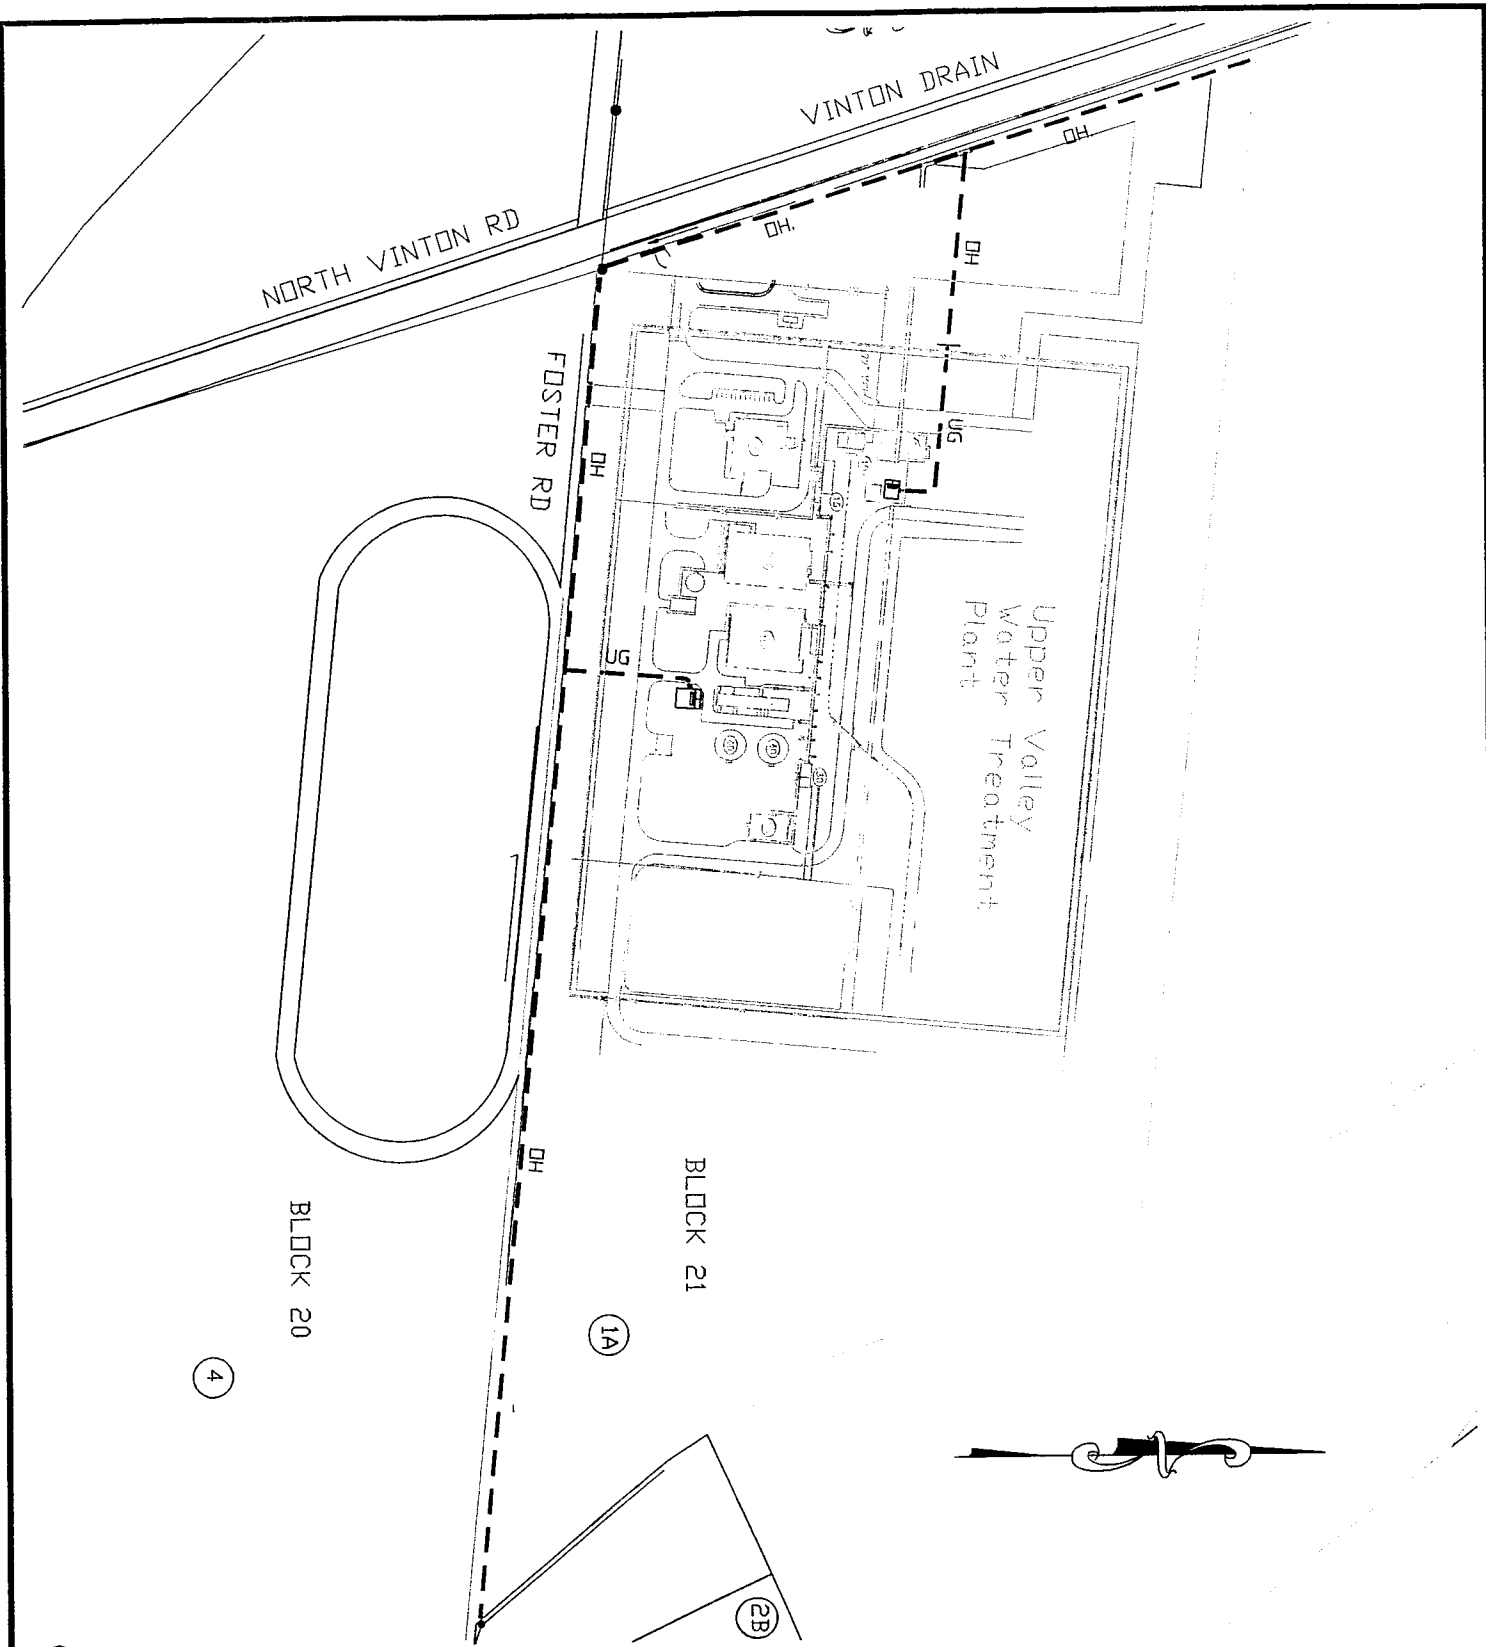 VINTON DRAIN
OH.
NORTH VINTON RD
OH.
OH
FOSTER RD
OH
UG
Upper Valley
Water Treatment
Plant
UG
OH
BLOCK 21
BLOCK 20
1A
4
2B